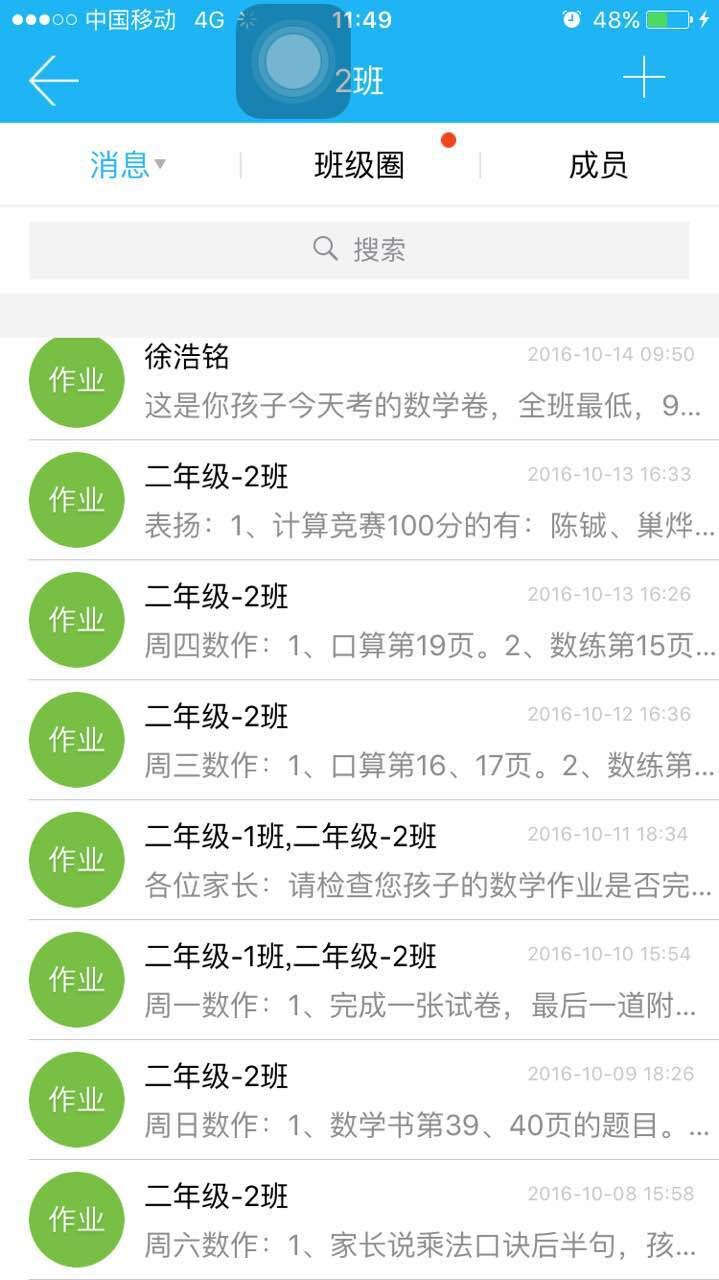 中国移动 4G 11:49 48%
2班
消息 班级圈 成员
搜索
作业 徐浩铭 2016-10-14 09:50
这是你孩子今天考的数学卷，全班最低，9...
作业 二年级-2班 2016-10-13 16:33
表扬：1、计算竞赛100分的有：陈铖、巢烨...
作业 二年级-2班 2016-10-13 16:26
周四数作：1、口算第19页。2、数练第15页...
作业 二年级-2班 2016-10-12 16:36
周三数作：1、口算第16、17页。2、数练第...
作业 二年级-1班,二年级-2班 2016-10-11 18:34
各位家长：请检查您孩子的数学作业是否完...
作业 二年级-1班,二年级-2班 2016-10-10 15:54
周一数作：1、完成一张试卷，最后一道附...
作业 二年级-2班 2016-10-09 18:26
周日数作：1、数学书第39、40页的题目。...
作业 二年级-2班 2016-10-08 15:58
周六数作：1、家长说乘法口诀后半句，孩...